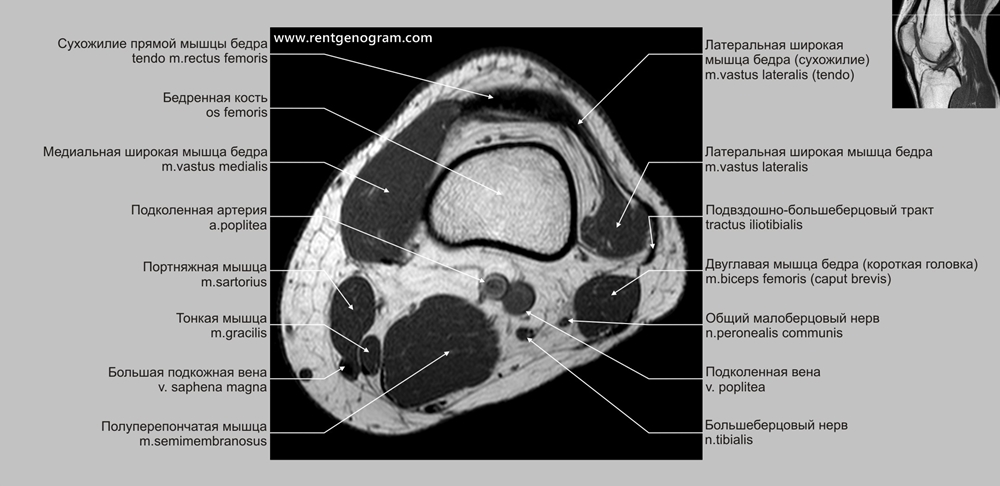 www.rentgenogram.com
Сухожилие прямой мышцы бедра
tendo m.rectus femoris
Бедренная кость
os femoris
Медиальная широкая мышца бедра
m.vastus medialis
Подколенная артерия
a.poplitea
Портняжная мышца
m.sartorius
Тонкая мышца
m.gracilis
Большая подкожная вена
v. saphena magna
Полуперепончатая мышца
m.semimembranosus
Латеральная широкая
мышца бедра (сухожилие)
m.vastus lateralis (tendo)
Латеральная широкая мышца бедра
m.vastus lateralis
Подвздошно-большеберцовый тракт
tractus iliotibialis
Двуглавая мышца бедра (короткая головка)
m.biceps femoris (caput brevis)
Общий малоберцовый нерв
n.peronealis communis
Подколенная вена
v. poplitea
Большеберцовый нерв
n.tibialis